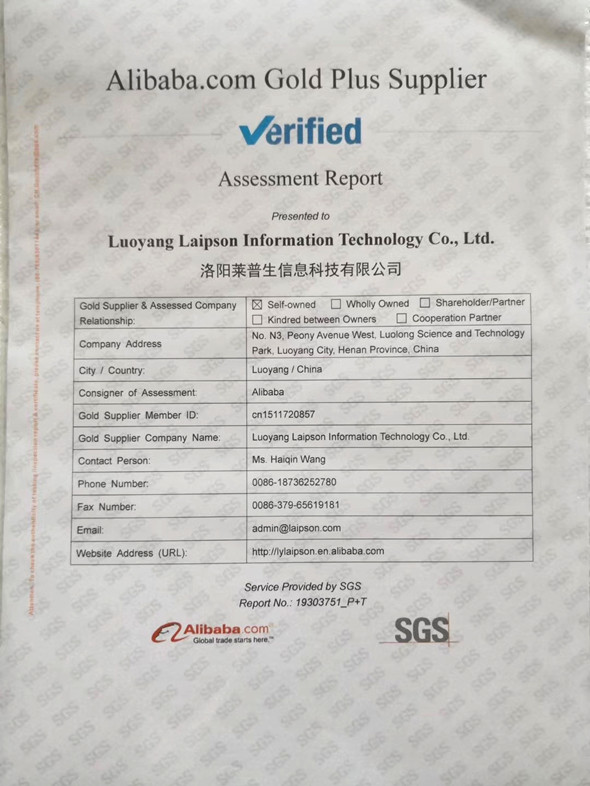 Alibaba.com Gold Plus Supplier
Verified
Assessment Report
Presented to
Luoyang Laipson Information Technology Co., Ltd.
洛阳莱普生信息科技有限公司
Gold Supplier & Assessed Company Relationship: ☒ Self-owned ☐ Wholly Owned ☐ Shareholder/Partner
☐ Kindred between Owners ☐ Cooperation Partner
Company Address No. N3, Peony Avenue West, Luolong Science and Technology
Park, Luoyang City, Henan Province, China
City / Country: Luoyang / China
Consigner of Assessment: Alibaba
Gold Supplier Member ID: cn1511720857
Gold Supplier Company Name: Luoyang Laipson Information Technology Co., Ltd.
Contact Person: Ms. Haiqin Wang
Phone Number: 0086-18736252780
Fax Number: 0086-379-65619181
Email: admin@laipson.com
Website Address (URL): http://lylaipson.en.alibaba.com
Service Provided by SGS
Report No.: 19303751_P+T
Alibaba.com®
Global trade starts here.™
SGS